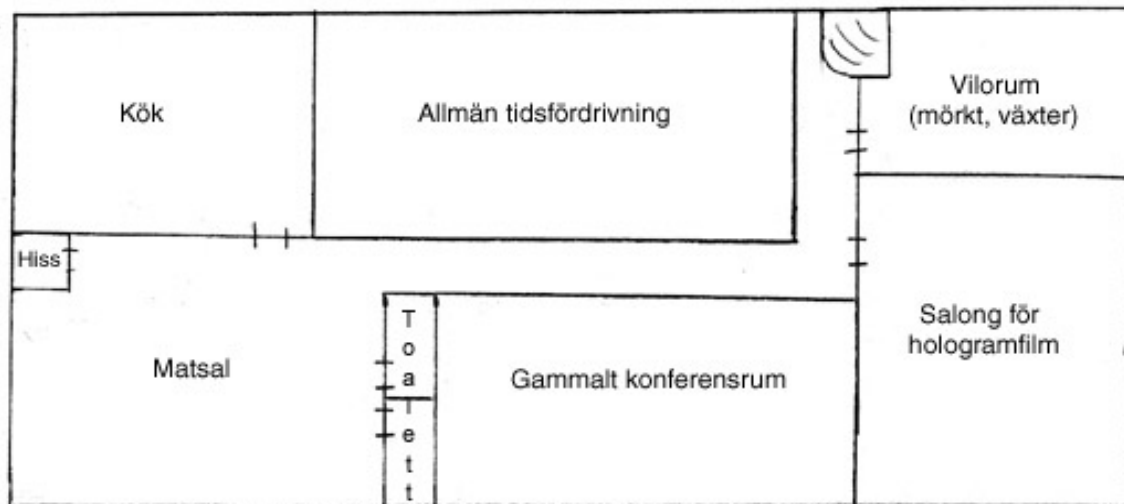 Kök
Allmän tidsfördrivning
Vilorum
(mörkt, växter)
Hiss
Matsal
Toalett
Gammalt konferensrum
Salong för
hologramfilm